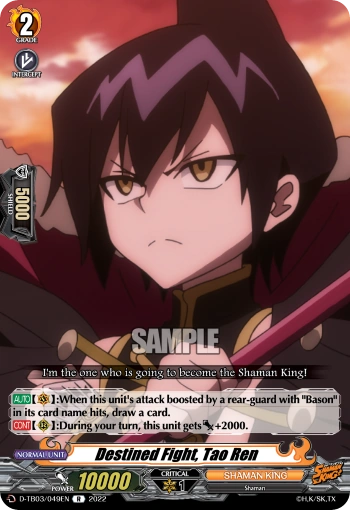 2
GRADE
INTERCEPT
5000
SHIELD
SAMPLE
I'm the one who is going to become the Shaman King!
AUTO :When this unit's attack boosted by a rear-guard with "Bason"
in its card name hits, draw a card.
CONT :During your turn, this unit gets +2000.
NORMAL UNIT
Destined Fight, Tao Ren
POWER 10000
CRITICAL
1
SHAMAN KING
Shaman
SHAMAN KING
D-TB03/049EN R 2022
©H,K/SK,TX